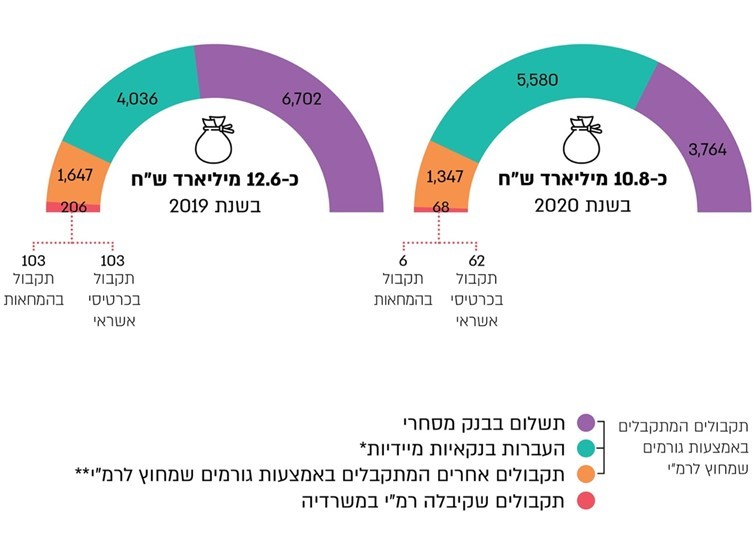 5,580
3,764
1,347
68
כ-10.8 מיליארד ש"ח
בשנת 2020
62
תקבול
בכרטיסי
אשראי
6
תקבול
בהמחאות
4,036
6,702
1,647
206
כ-12.6 מיליארד ש"ח
בשנת 2019
103
תקבול
בכרטיסי
אשראי
103
תקבול
בהמחאות
תקבולים המתקבלים
באמצעות גורמים
שמחוץ לרמ"י
תשלום בבנק מסחרי
העברות בנקאיות מיידיות*
תקבולים אחרים המתקבלים באמצעות גורמים שמחוץ לרמ"י**
תקבולים שקיבלה רמ"י במשרדיה